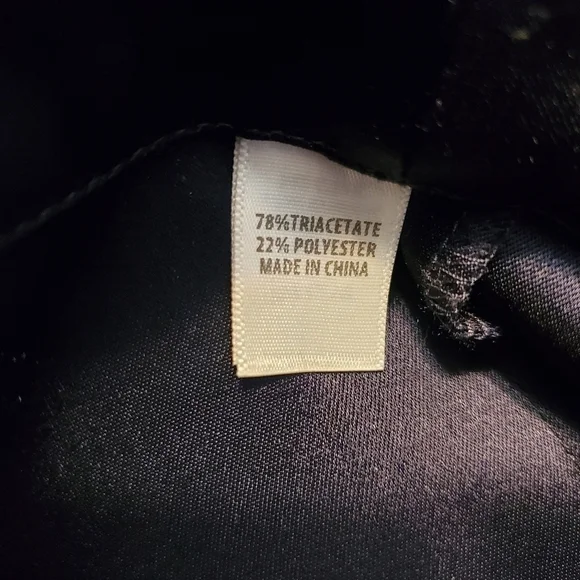 78%TRIACETATE
22% POLYESTER
MADE IN CHINA